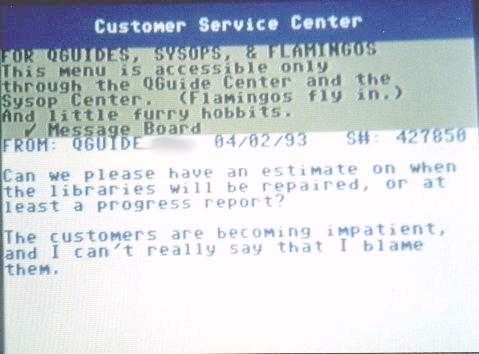 Customer Service Center
FOR QGUIDES, SYSOPS, & FLAMINGOS
This menu is accessible only
through the QGuide Center and the
Sysop Center. (Flamingos fly in.)
And little furry hobbits.
✓ Message Board
FROM: QGUIDE 04/02/93 S#: 427850
Can we please have an estimate on when
the libraries will be repaired, or at
least a progress report?
The customers are becoming impatient,
and I can't really say that I blame
them.